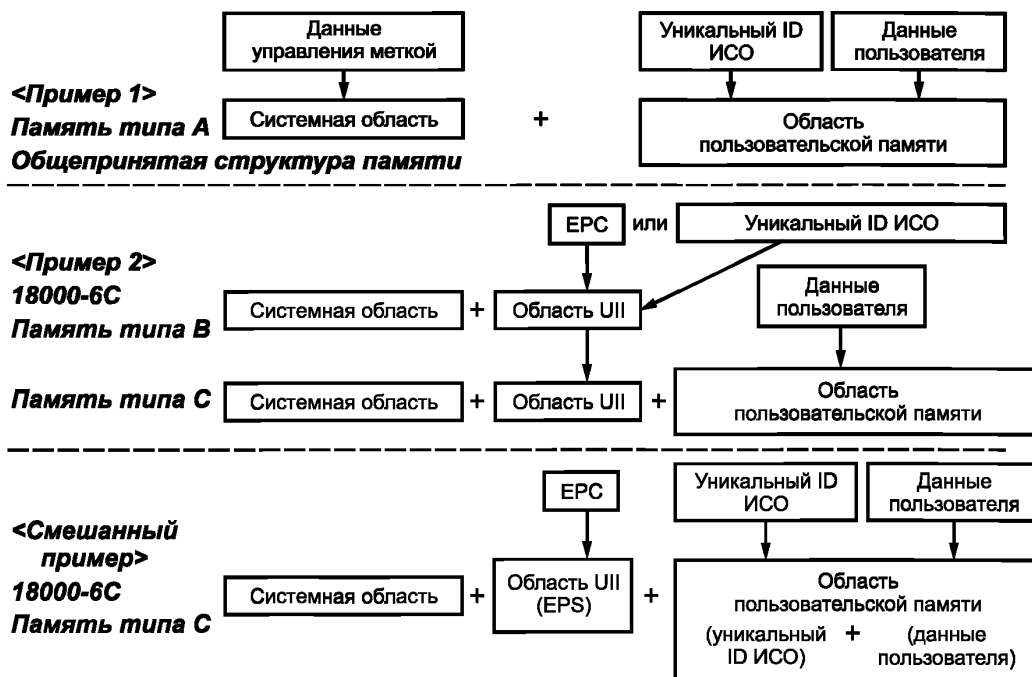 Данные
управления меткой
Уникальный ID
ИСО
Данные
пользователя
<Пример 1>
Память типа А
Общепринятая структура памяти
Системная область
+
Область
пользовательской памяти
EPC
или
Уникальный ID ИСО
<Пример 2>
18000-6С
Память типа В
Системная область
+
Область UII
Данные
пользователя
Память типа С
Системная область
+
Область UII
+
Область
пользовательской памяти
EPC
Уникальный ID
ИСО
Данные
пользователя
<Смешанный
пример>
18000-6С
Память типа С
Системная область
+
Область UII
(EPS)
+
Область
пользовательской памяти
(уникальный
ID ИСО)
+
(данные
пользователя)